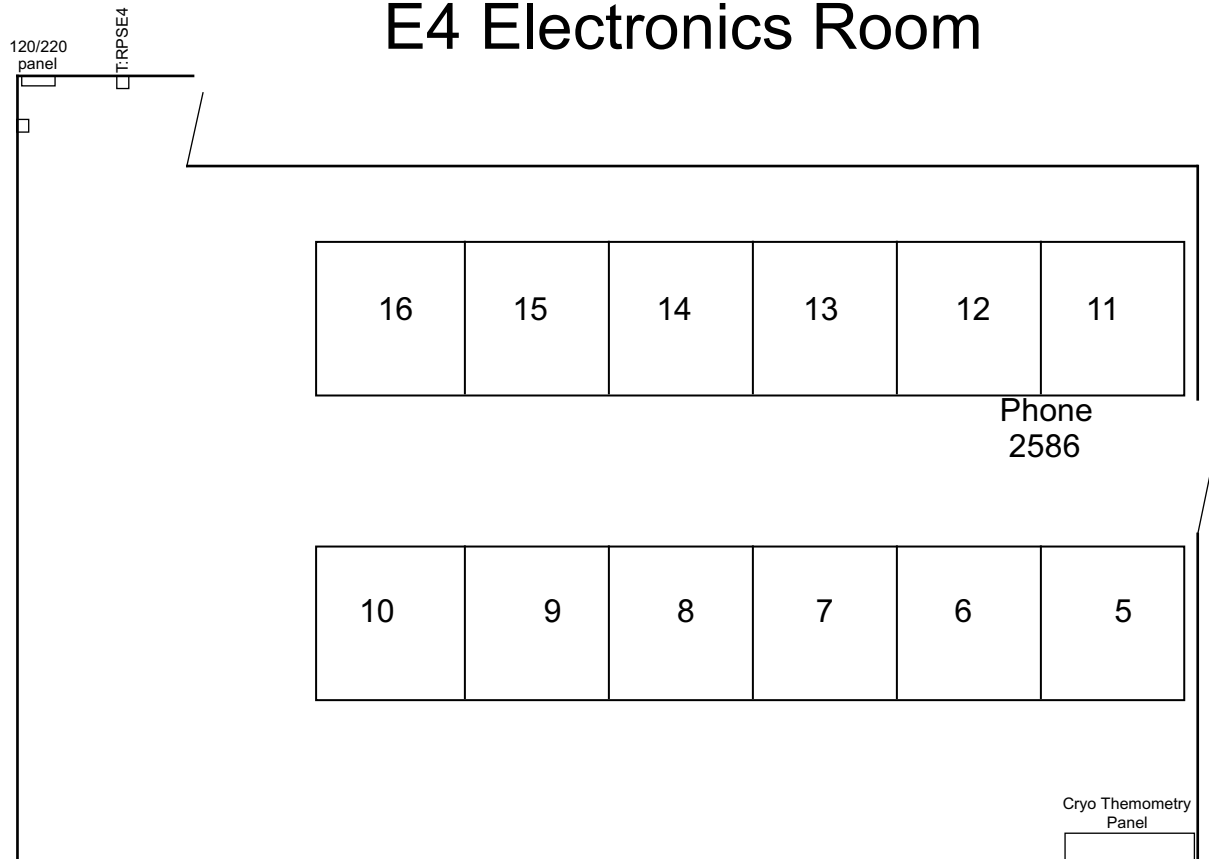 E4 Electronics Room
120/220
panel
T:RPSE4
16 15 14 13 12 11
Phone
2586
10 9 8 7 6 5
Cryo Themometry
Panel